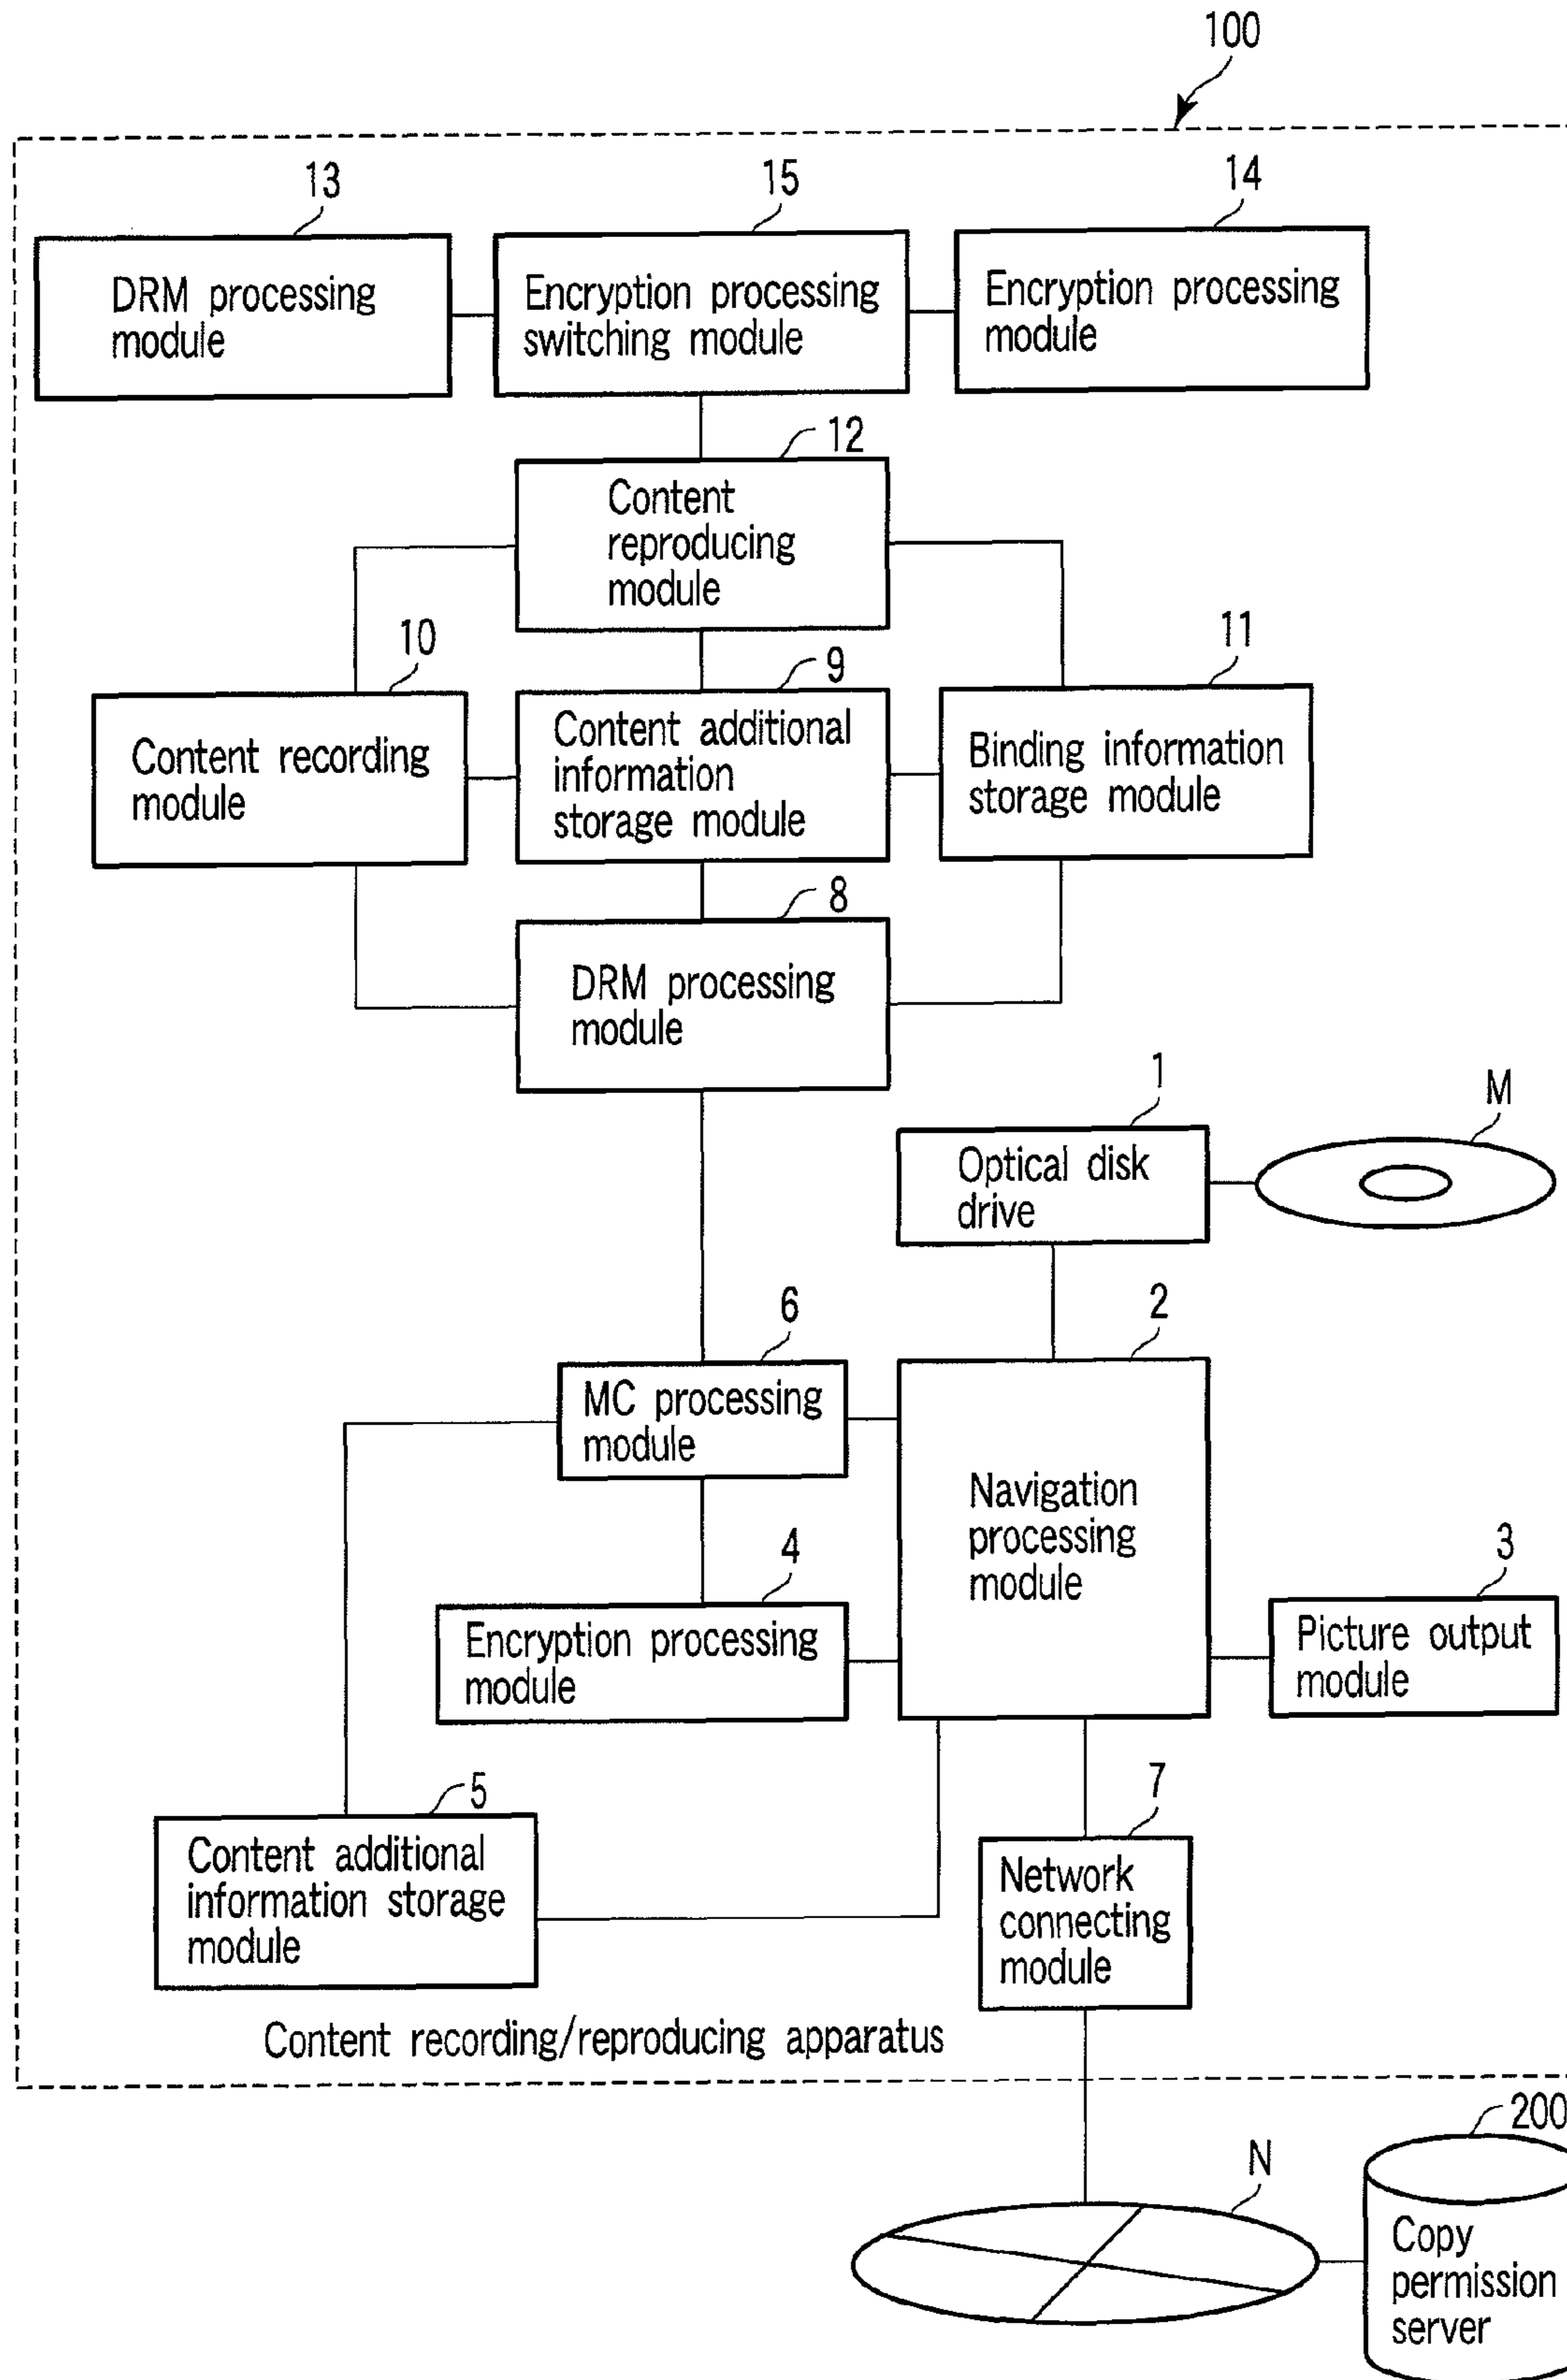 100
13
15
14
DRM processing
module
Encryption processing
switching module
Encryption processing
module
12
Content
reproducing
module
10
9
11
Content recording
module
Content additional
information
storage module
Binding information
storage module
8
DRM processing
module
1
M
Optical disk
drive
6
2
MC processing
module
Navigation
processing
module
4
3
Encryption processing
module
Picture output
module
5
7
Content additional
information storage
module
Network
connecting
module
Content recording/reproducing apparatus
200
N
Copy
permission
server